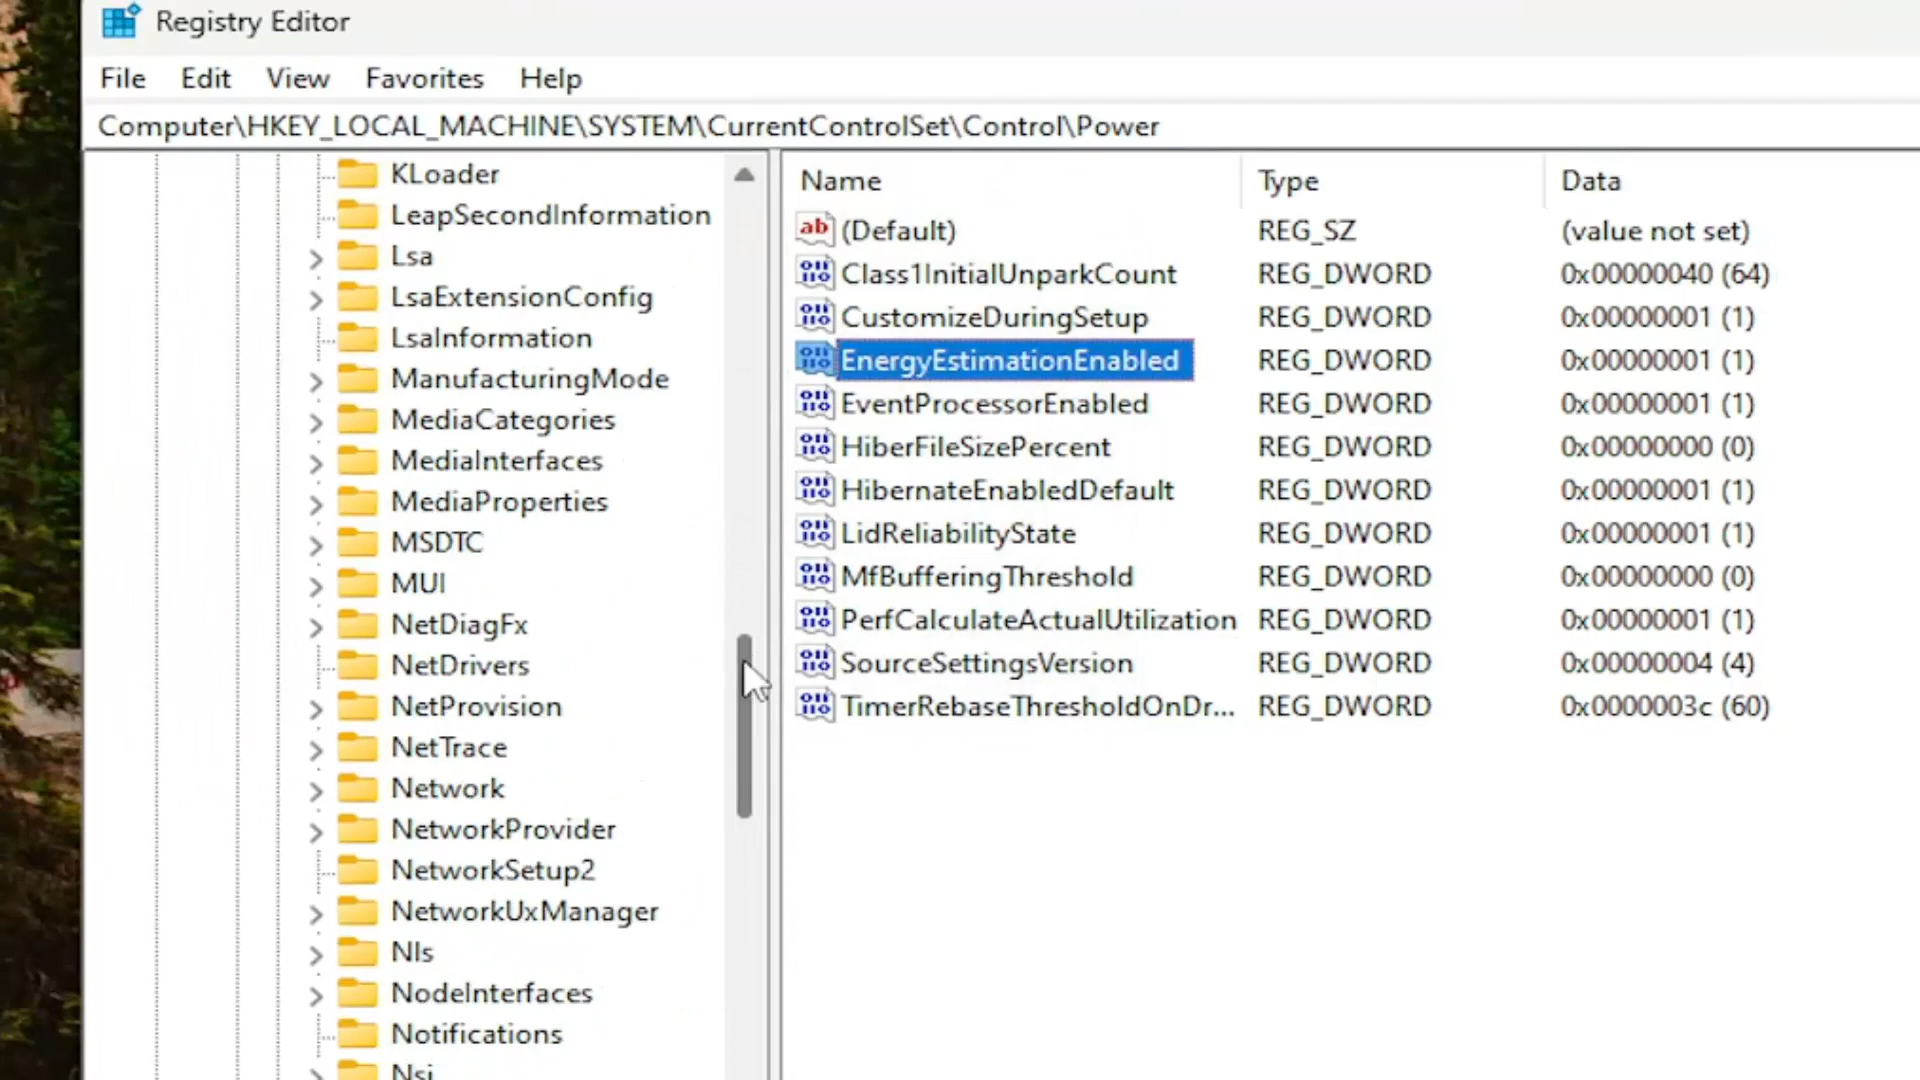 Registry Editor
File Edit View Favorites Help
Computer\HKEY_LOCAL_MACHINE\SYSTEM\CurrentControlSet\Control\Power
KLoader
LeapSecondInformation
Lsa
LsaExtensionConfig
LsaInformation
ManufacturingMode
MediaCategories
MediaInterfaces
MediaProperties
MSDTC
MUI
NetDiagFx
NetDrivers
NetProvision
NetTrace
Network
NetworkProvider
NetworkSetup2
NetworkUxManager
Nls
NodeInterfaces
Notifications
Nsi
Name Type Data
(Default) REG_SZ (value not set)
Class1InitialUnparkCount REG_DWORD 0x00000040 (64)
CustomizeDuringSetup REG_DWORD 0x00000001 (1)
EnergyEstimationEnabled REG_DWORD 0x00000001 (1)
EventProcessorEnabled REG_DWORD 0x00000001 (1)
HiberFileSizePercent REG_DWORD 0x00000000 (0)
HibernateEnabledDefault REG_DWORD 0x00000001 (1)
LidReliabilityState REG_DWORD 0x00000001 (1)
MfBufferingThreshold REG_DWORD 0x00000000 (0)
PerfCalculateActualUtilization REG_DWORD 0x00000001 (1)
SourceSettingsVersion REG_DWORD 0x00000004 (4)
TimerRebaseThresholdOnDr... REG_DWORD 0x0000003c (60)